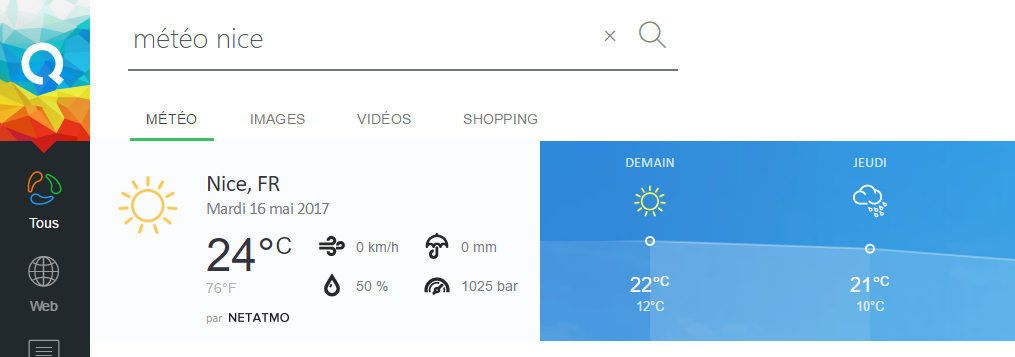 météo nice ×
MÉTÉO IMAGES VIDÉOS SHOPPING
Tous
Web
Nice, FR
Mardi 16 mai 2017
24°C
76°F
0 km/h
0 mm
50 %
1025 bar
par NETATMO
DEMAIN
22°C
12°C
JEUDI
21°C
10°C